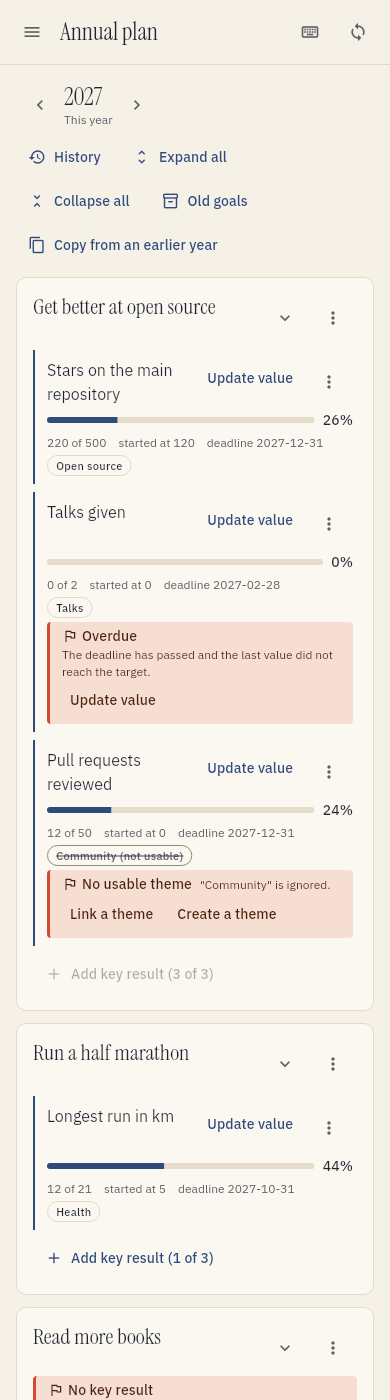 Annual plan
2027
This year
History
Expand all
Collapse all
Old goals
Copy from an earlier year
Get better at open source
Stars on the main
repository
Update value
26%
220 of 500 started at 120 deadline 2027-12-31
Open source
Talks given
Update value
0%
0 of 2 started at 0 deadline 2027-02-28
Talks
Overdue
The deadline has passed and the last value did not
reach the target.
Update value
Pull requests
reviewed
Update value
24%
12 of 50 started at 0 deadline 2027-12-31
Community (not usable)
No usable theme "Community" is ignored.
Link a theme Create a theme
Add key result (3 of 3)
Run a half marathon
Longest run in km
Update value
44%
12 of 21 started at 5 deadline 2027-10-31
Health
Add key result (1 of 3)
Read more books
No key result